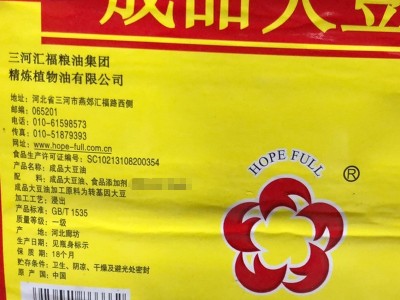 成品大豆
三河汇福粮油集团
精炼植物油有限公司
地址：河北省三河市燕郊汇福路西侧
邮编：065201
电话：010-61598573
传真：010-51879393
网址：www.hope-full.com.cn
食品生产许可证编号：SC10213108200354
产品名称：成品大豆油
配 料：成品大豆油、食品添加剂
成品大豆油加工原料为转基因大豆
加工工艺：浸出
产品标准：GB/T 1535
质量等级：一级
产 地：河北廊坊
生产日期：见瓶身标示
保 质 期：18个月
贮存条件：卫生、阴凉、干燥及避光处密封
原 产 国：中国
HOPE FULL
®